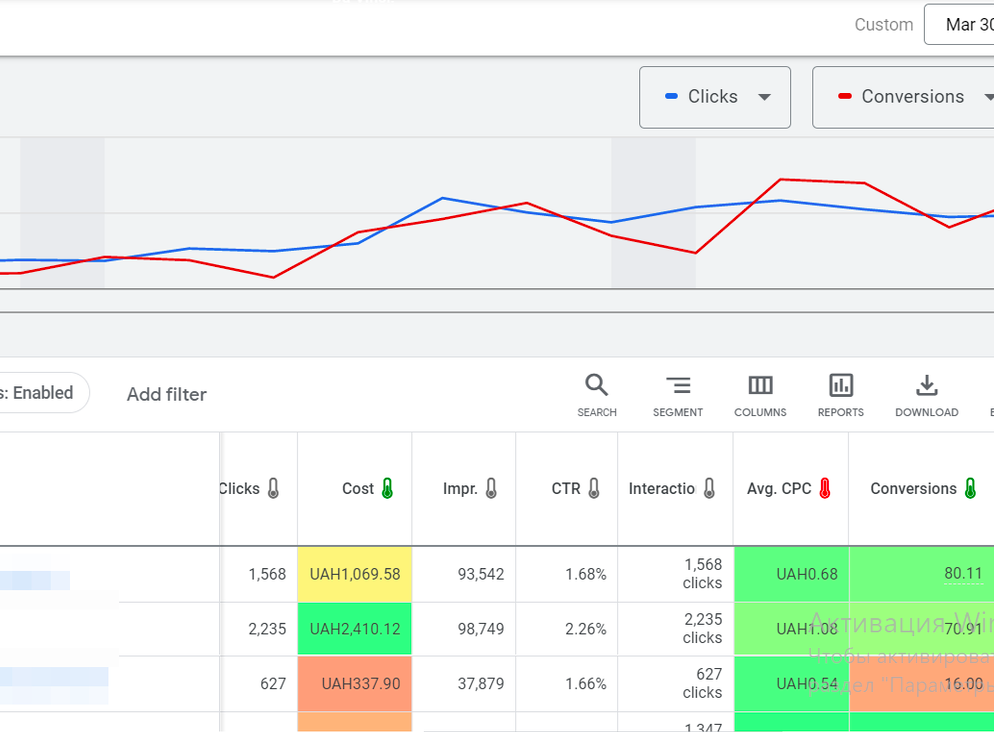 Custom
Mar 30
Clicks
Conversions
s: Enabled
Add filter
SEARCH
SEGMENT
COLUMNS
REPORTS
DOWNLOAD
Clicks
Cost
Impr.
CTR
Interactio
Avg. CPC
Conversions
1,568
UAH1,069.58
93,542
1.68%
1,568
clicks
UAH0.68
80.11
2,235
UAH2,410.12
98,749
2.26%
2,235
clicks
UAH1.08
70.91
627
UAH337.90
37,879
1.66%
627
clicks
UAH0.54
16.00
1,347
Активация Win
Чтобы активироват
раздел "Параметры